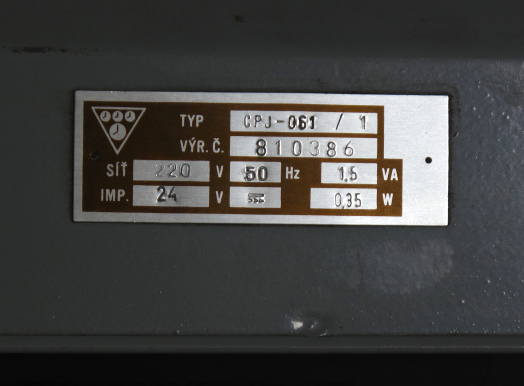 TYP CPJ-061 / 1
VÝR. Č. 810386
SÍŤ 220 V 50 Hz 1,5 VA
IMP. 24 V 0,35 W